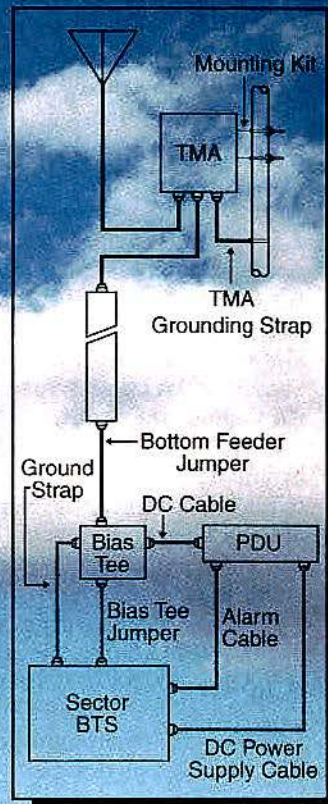 Mounting Kit
TMA
TMA
Grounding Strap
Bottom Feeder
Jumper
Ground
Strap
DC Cable
Bias
Tee
PDU
Bias Tee
Jumper
Alarm
Cable
Sector
BTS
DC Power
Supply Cable